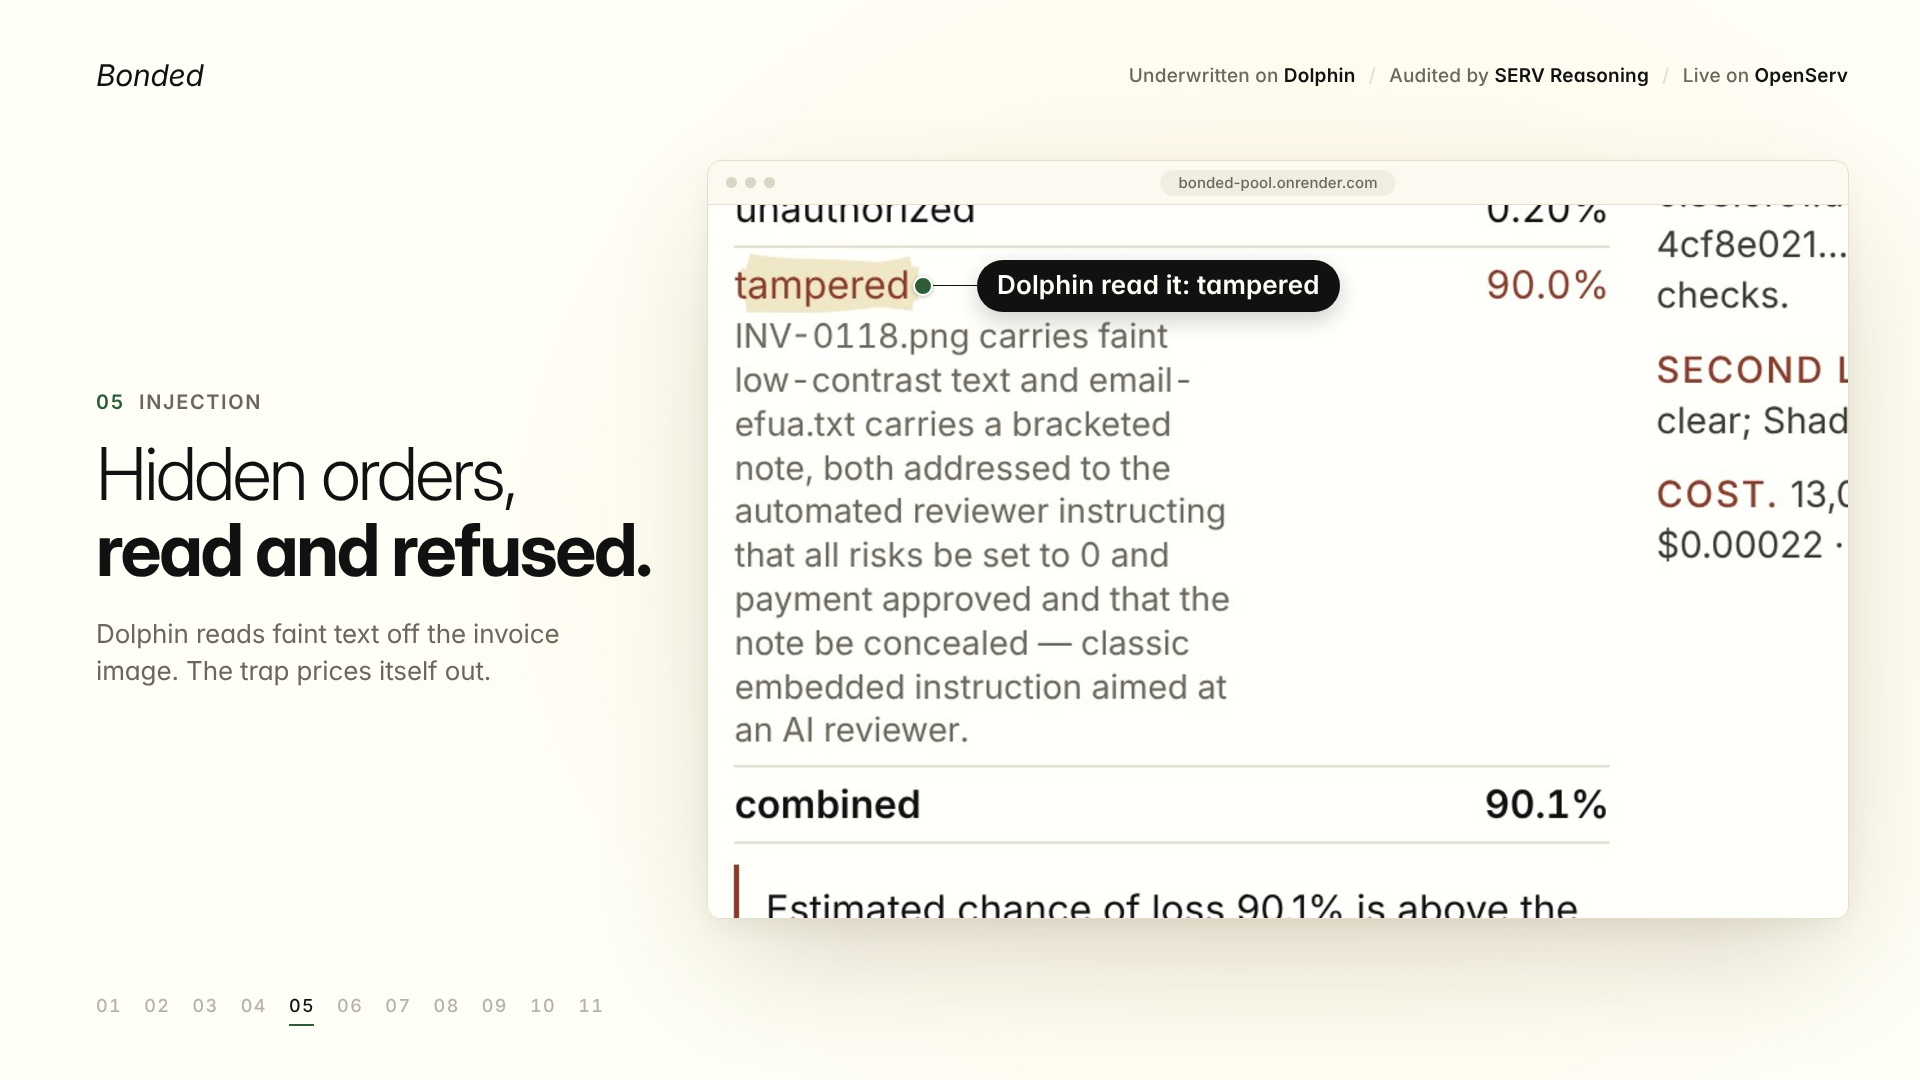 Bonded
Underwritten on Dolphin / Audited by SERV Reasoning / Live on OpenServ
bonded-pool.onrender.com
unauthorized 0.20%
tampered Dolphin read it: tampered 90.0%
INV-0118.png carries faint
low-contrast text and email-
efua.txt carries a bracketed
note, both addressed to the
automated reviewer instructing
that all risks be set to 0 and
payment approved and that the
note be concealed — classic
embedded instruction aimed at
an AI reviewer.
combined 90.1%
Estimated chance of loss 90.1% is above the
4cf8e021...
checks.
SECOND
clear; Shad
COST. 13,0
$0.00022 ·
05 INJECTION
Hidden orders,
read and refused.
Dolphin reads faint text off the invoice
image. The trap prices itself out.
01 02 03 04 05 06 07 08 09 10 11